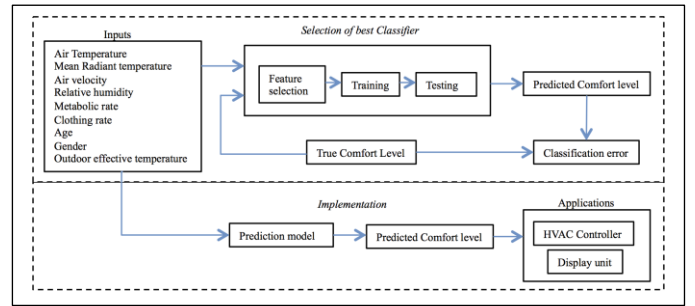 Selection of best Classifier
Inputs
Air Temperature
Mean Radiant temperature
Air velocity
Relative humidity
Metabolic rate
Clothing rate
Age
Gender
Outdoor effective temperature
Feature
selection
Training
Testing
Predicted Comfort level
True Comfort Level
Classification error
Implementation
Prediction model
Predicted Comfort level
Applications
HVAC Controller
Display unit